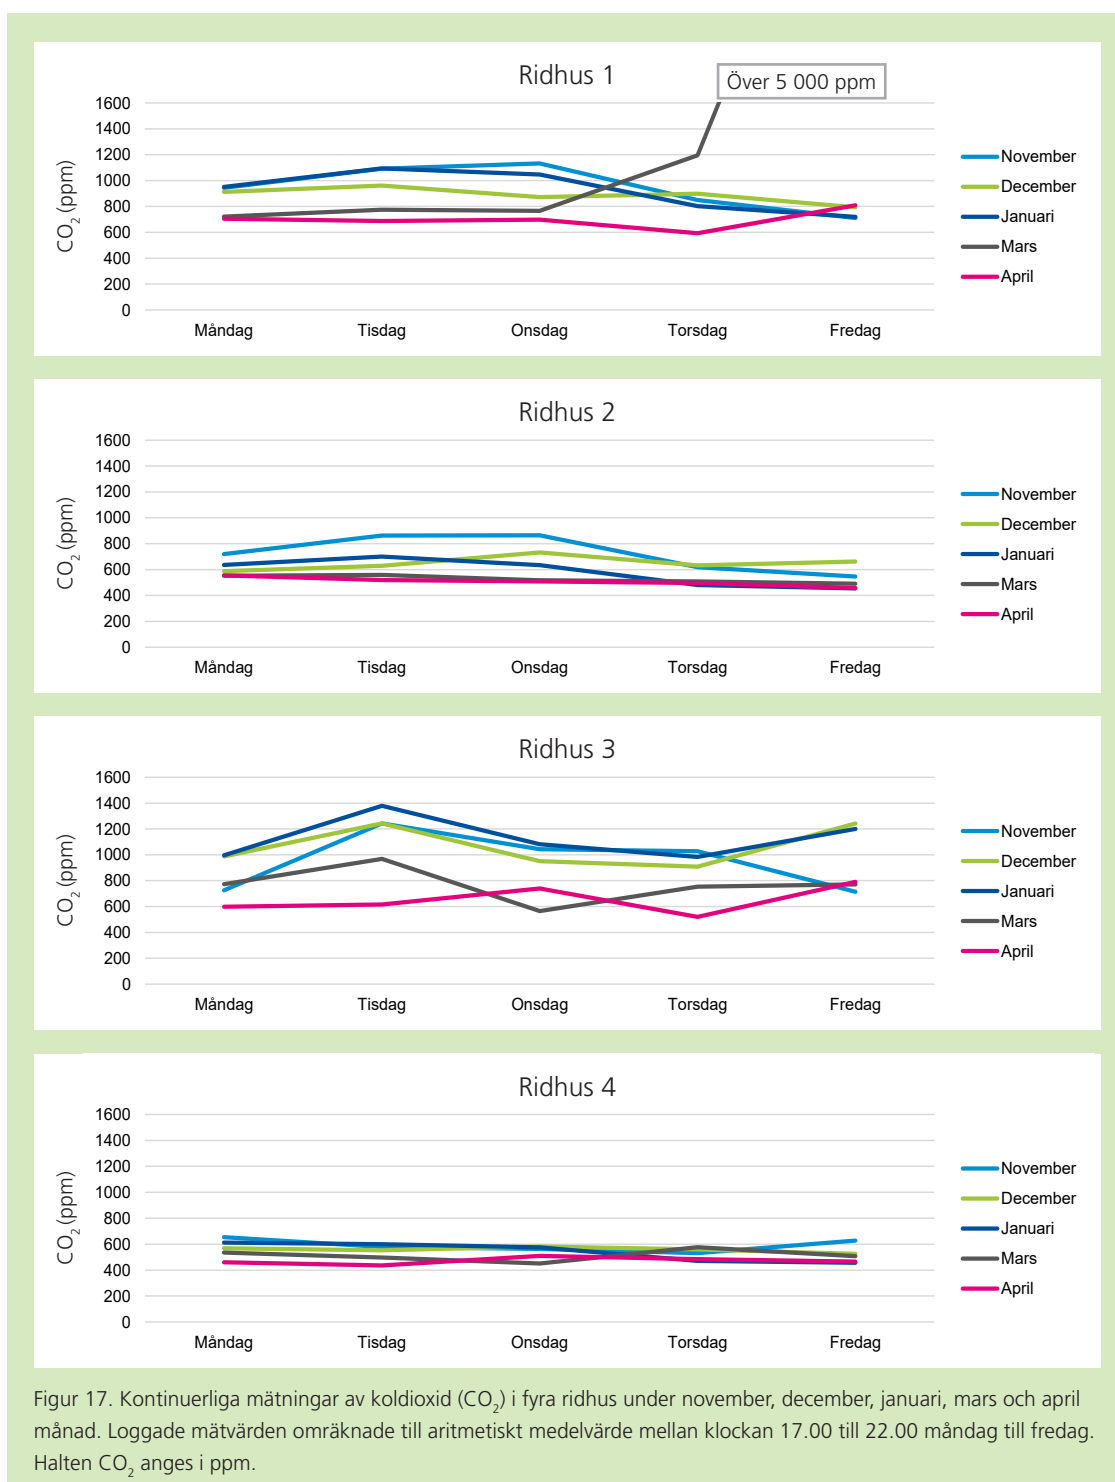 Ridhus 1
Över 5 000 ppm
CO2 (ppm)
1600
1400
1200
1000
800
600
400
200
0
Måndag Tisdag Onsdag Torsdag Fredag
November
December
Januari
Mars
April
Ridhus 2
CO2 (ppm)
1600
1400
1200
1000
800
600
400
200
0
Måndag Tisdag Onsdag Torsdag Fredag
November
December
Januari
Mars
April
Ridhus 3
CO2 (ppm)
1600
1400
1200
1000
800
600
400
200
0
Måndag Tisdag Onsdag Torsdag Fredag
November
December
Januari
Mars
April
Ridhus 4
CO2 (ppm)
1600
1400
1200
1000
800
600
400
200
0
Måndag Tisdag Onsdag Torsdag Fredag
November
December
Januari
Mars
April
Figur 17. Kontinuerliga mätningar av koldioxid (CO2) i fyra ridhus under november, december, januari, mars och april
månad. Loggade mätvärden omräknade till aritmetiskt medelvärde mellan klockan 17.00 till 22.00 måndag till fredag.
Halten CO2 anges i ppm.